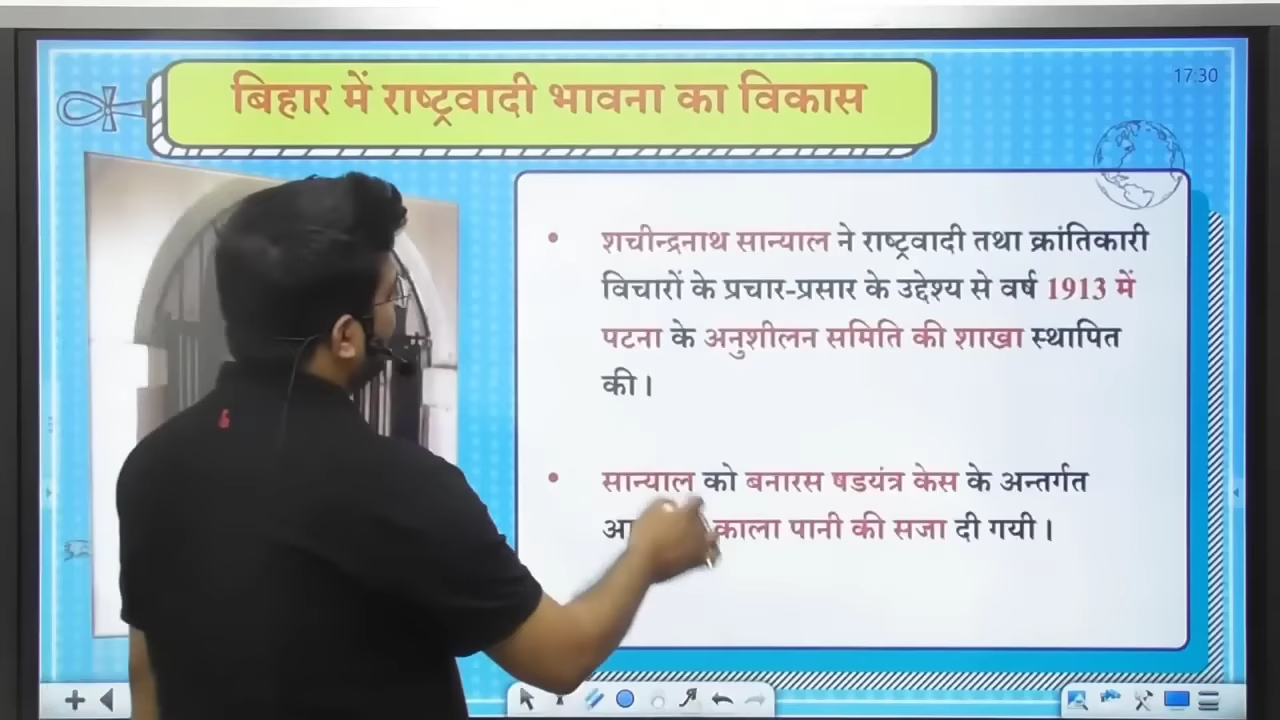 बिहार में राष्ट्रवादी भावना का विकास
17:30
• शचीन्द्रनाथ सान्याल ने राष्ट्रवादी तथा क्रांतिकारी
विचारों के प्रचार-प्रसार के उद्देश्य से वर्ष 1913 में
पटना के अनुशीलन समिति की शाखा स्थापित
की।
• सान्याल को बनारस षडयंत्र केस के अन्तर्गत
काला पानी की सजा दी गयी।